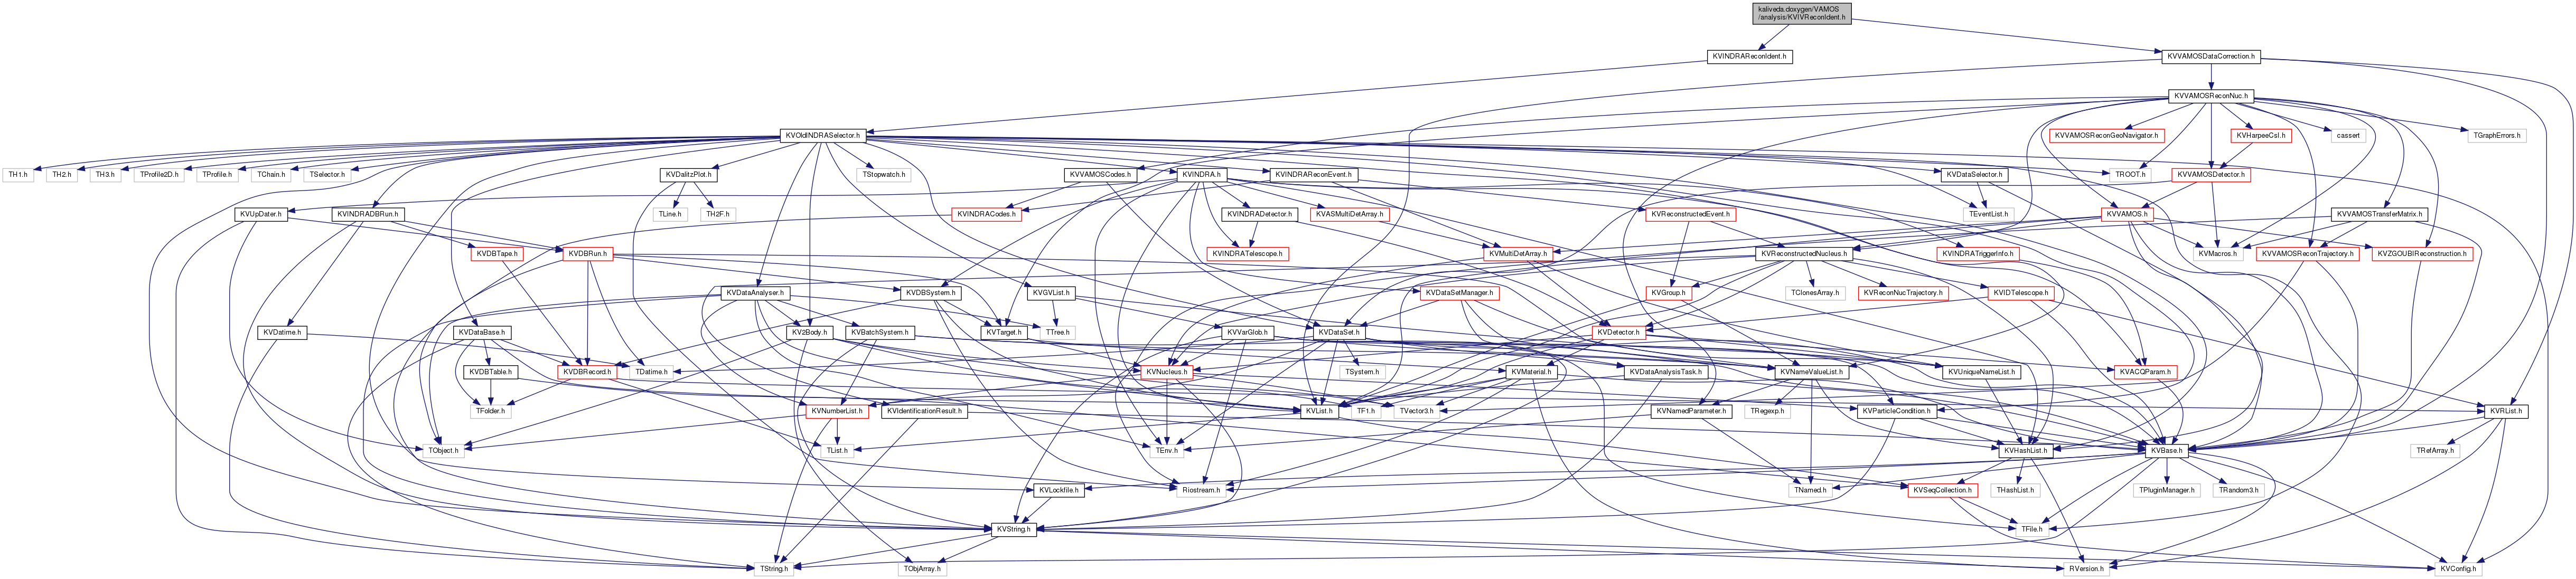 kaliveda.doxygen/VAMOS
/analysis/KVIVReconIdent.h
KVINDRAReconIdent.h
KVVAMOSDataCorrection.h
KVVAMOSReconNuc.h
KVOldINDRASelector.h
KVVAMOSReconGeoNavigator.h
KVHarpeeCsI.h
cassert
TGraphErrors.h
TH1.h
TH2.h
TH3.h
TProfile2D.h
TProfile.h
TChain.h
TSelector.h
KVDalitzPlot.h
TStopwatch.h
KVVAMOSCodes.h
KVINDRA.h
KVINDRAReconEvent.h
KVDataSelector.h
TROOT.h
KVVAMOSDetector.h
KVUpDater.h
KVINDRADBRun.h
TLine.h
TH2F.h
KVINDRACodes.h
KVINDRADetector.h
KVASMultiDetArray.h
KVReconstructedEvent.h
TEventList.h
KVVAMOS.h
KVVAMOSTransferMatrix.h
KVDBTape.h
KVDBRun.h
KVINDRATelescope.h
KVMultiDetArray.h
KVReconstructedNucleus.h
KVINDRATriggerInfo.h
KVMacros.h
KVVAMOSReconTrajectory.h
KVZGOUBIReconstruction.h
KVDataAnalyser.h
KVDBSystem.h
KVGVList.h
KVDataSetManager.h
KVGroup.h
TClonesArray.h
KVReconNucTrajectory.h
KVIDTelescope.h
KVDatime.h
KVDataBase.h
KV2Body.h
KVBatchSystem.h
KVTarget.h
TTree.h
KVVarGlob.h
KVDataSet.h
KVDetector.h
KVDBTable.h
KVDBRecord.h
TDatime.h
KVNucleus.h
TSystem.h
KVMaterial.h
KVDataAnalysisTask.h
KVNameValueList.h
KVUniqueNameList.h
KVACQParam.h
TFolder.h
KVNumberList.h
KVIdentificationResult.h
KVList.h
TF1.h
TVector3.h
KVNamedParameter.h
TRegexp.h
KVParticleCondition.h
KVRList.h
TObject.h
TList.h
TEnv.h
KVHashList.h
KVBase.h
TRefArray.h
KVLockfile.h
Riostream.h
TNamed.h
KVSeqCollection.h
THashList.h
TPluginManager.h
TRandom3.h
KVString.h
TFile.h
TString.h
TObjArray.h
RVersion.h
KVConfig.h